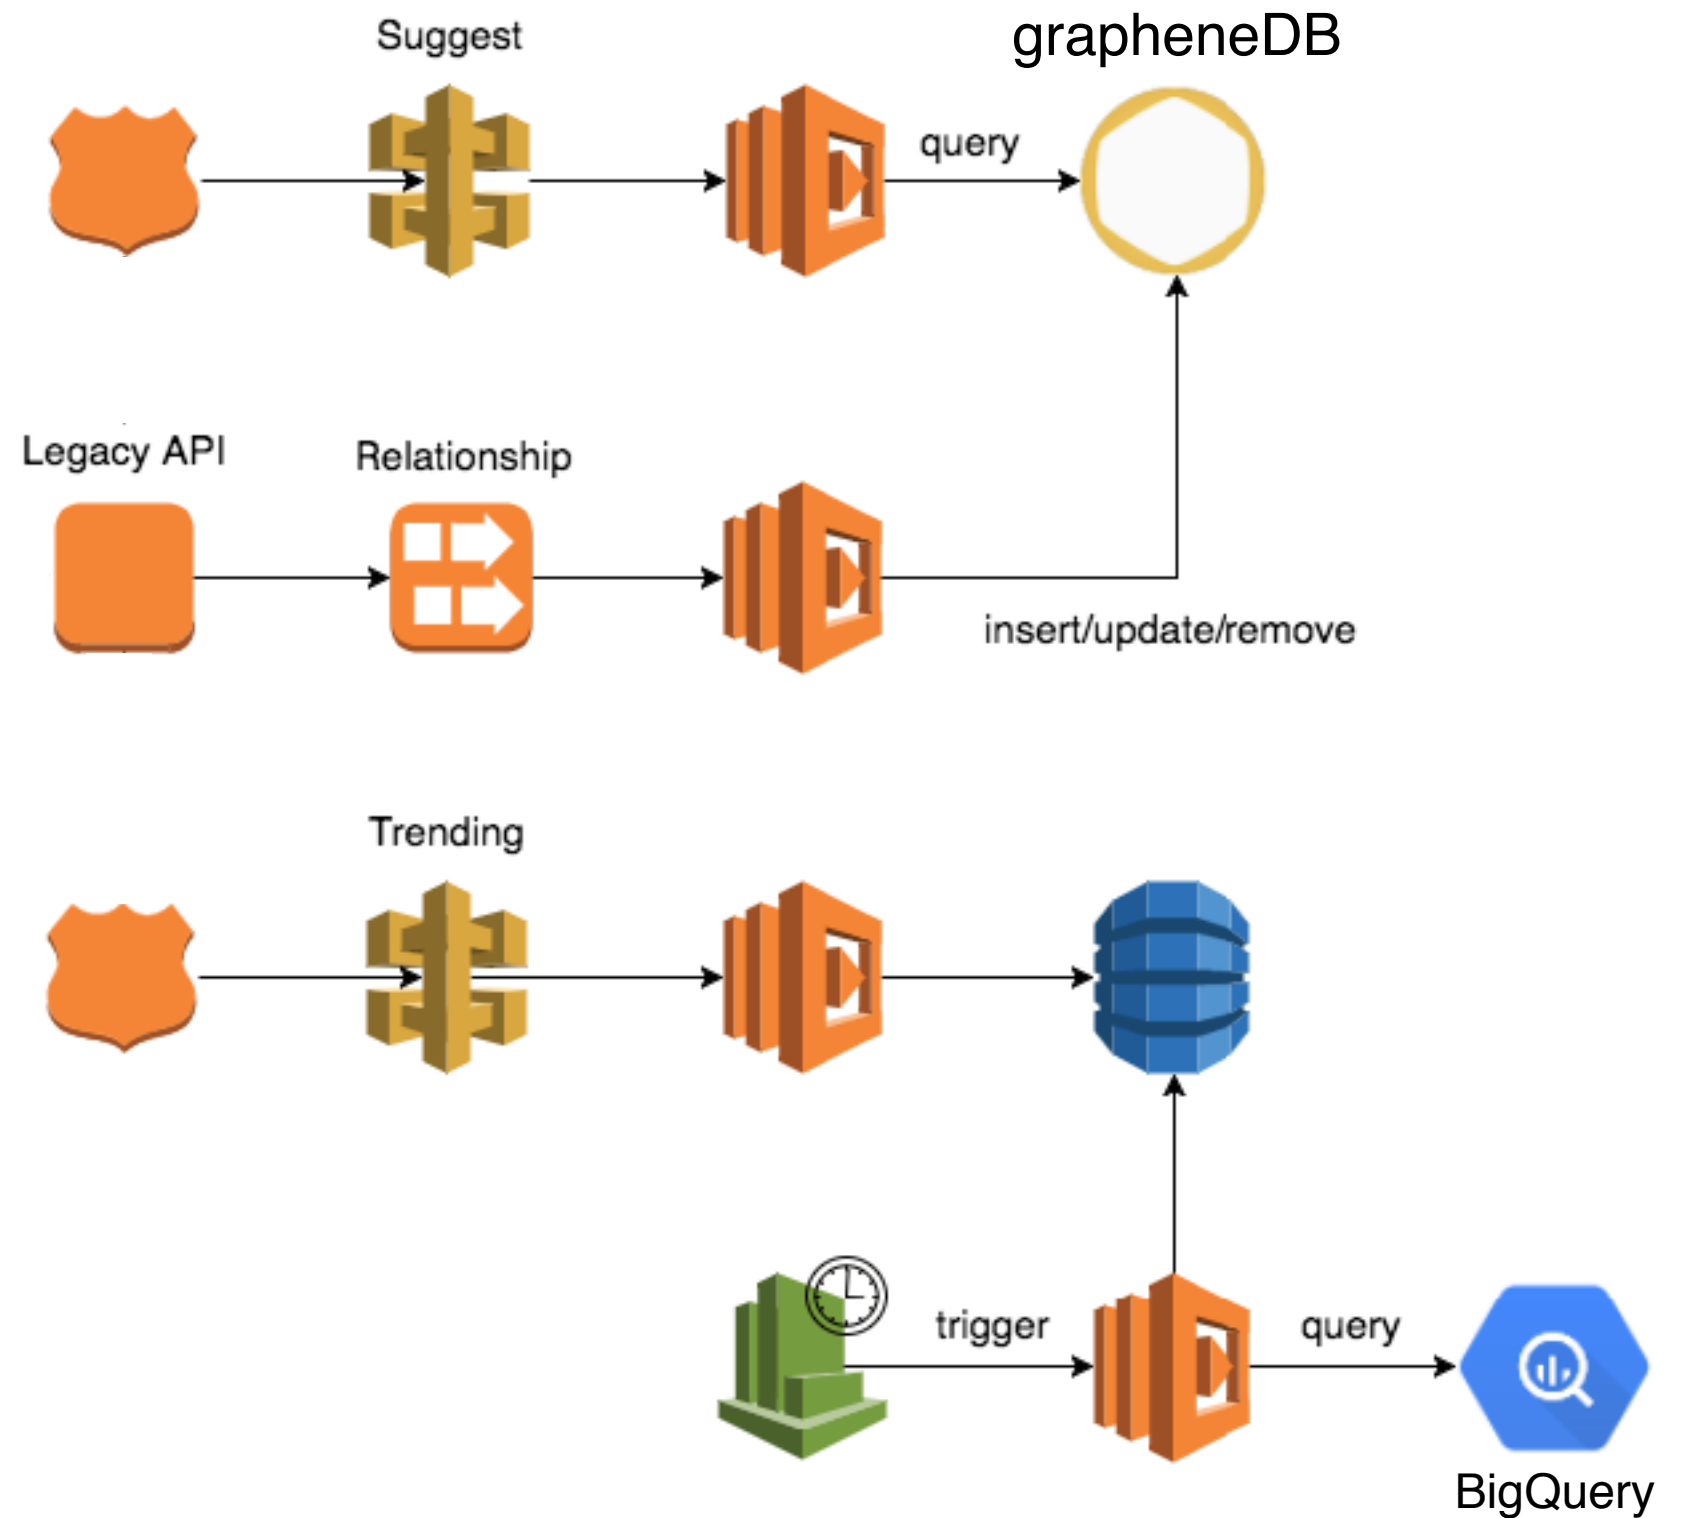 Suggest
grapheneDB
query
Legacy API
Relationship
insert/update/remove
Trending
trigger
query
BigQuery